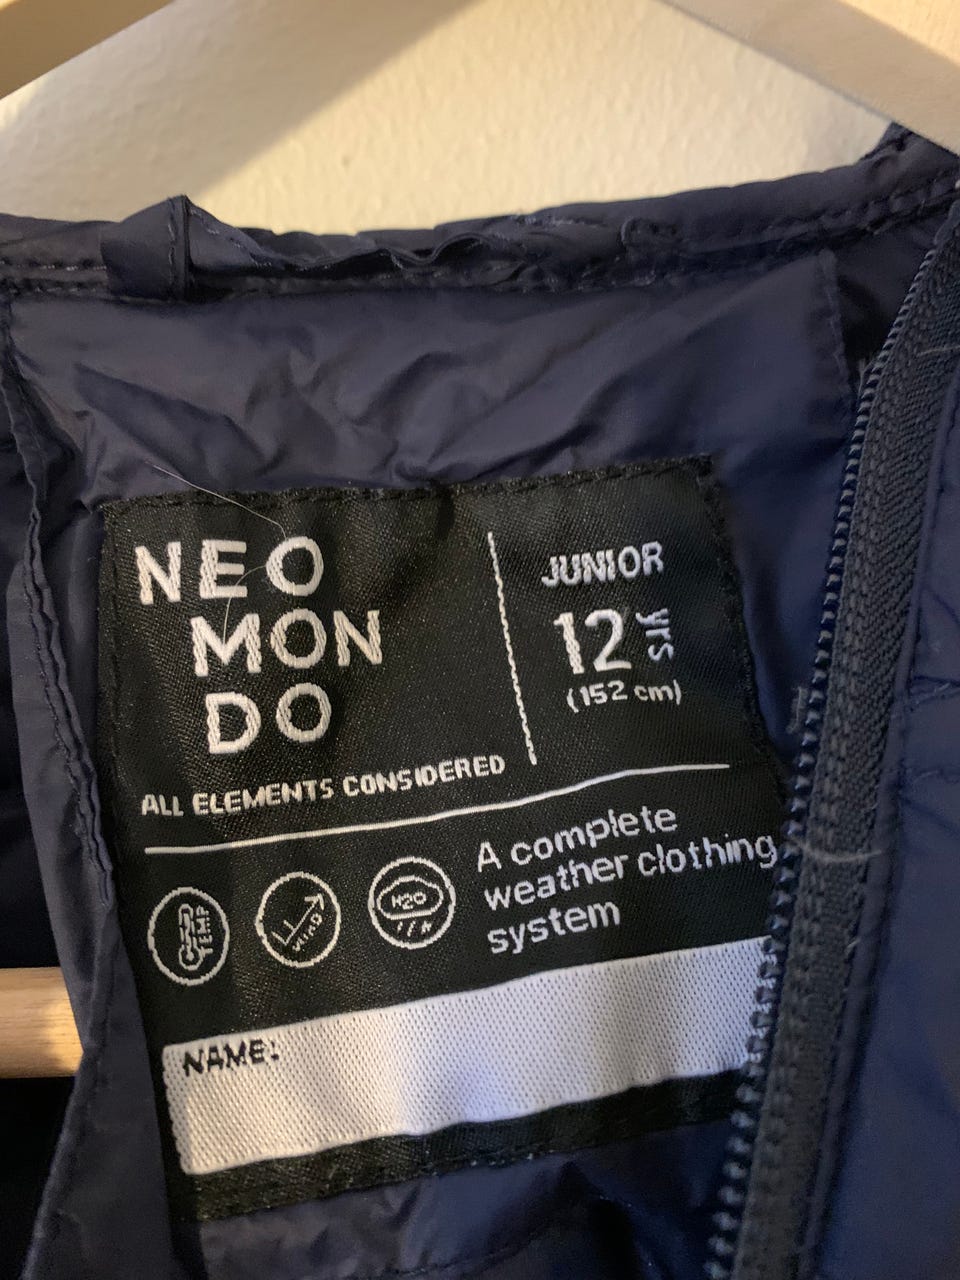 NEO
MON
DO
ALL ELEMENTS CONSIDERED
JUNIOR
12 yrs
(152 cm)
TEMP
WIND
H2O
A complete
weather clothing
system
NAME: